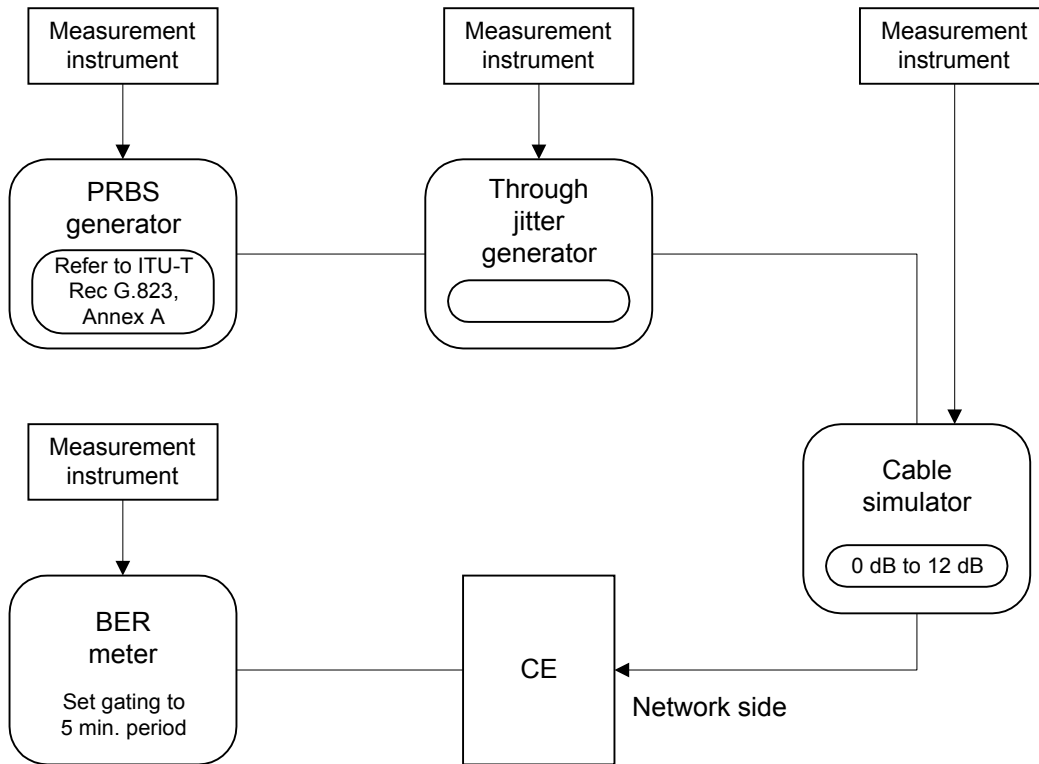 Measurement
instrument
Measurement
instrument
Measurement
instrument
PRBS
generator
Refer to ITU-T
Rec G.823,
Annex A
Through
jitter
generator
Measurement
instrument
Cable
simulator
0 dB to 12 dB
BER
meter
Set gating to
5 min. period
CE
Network side